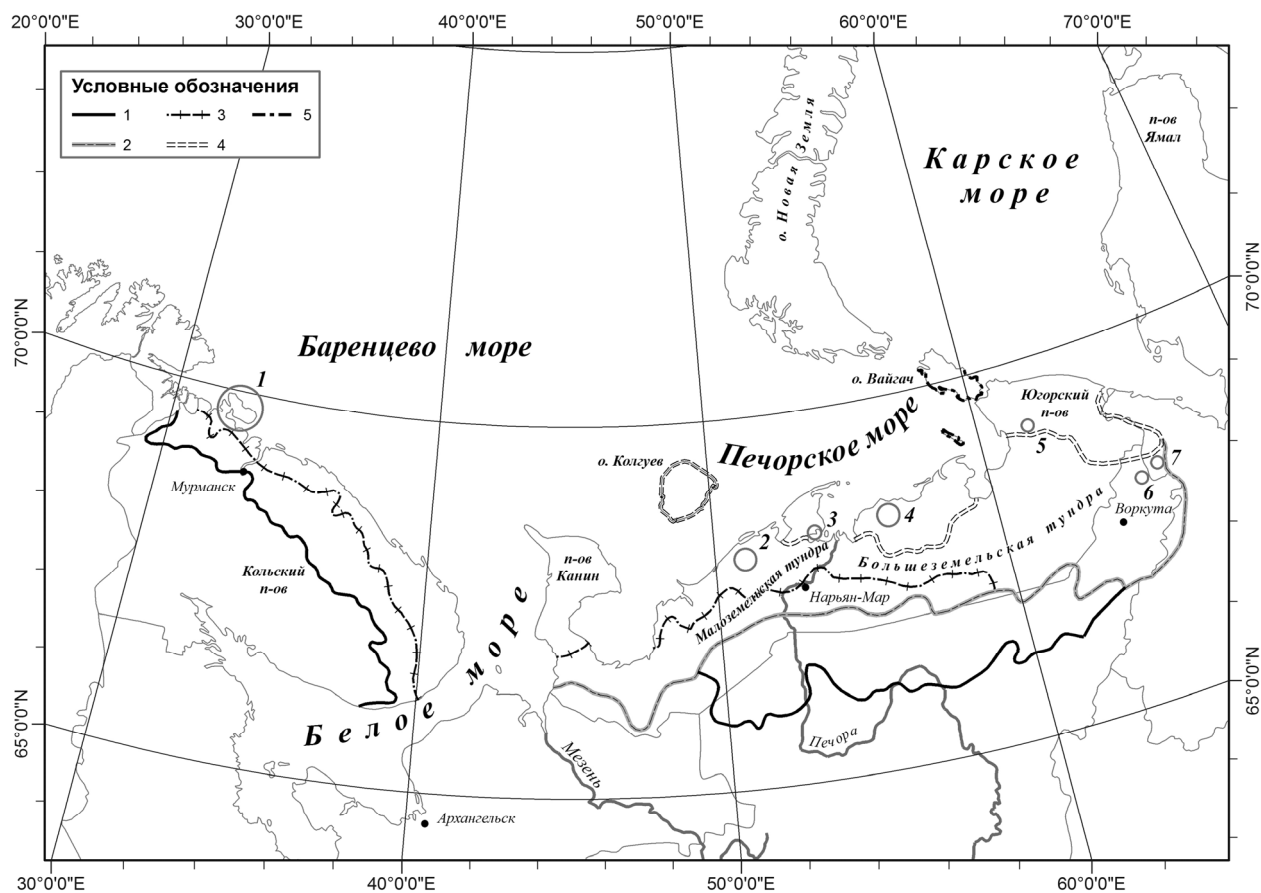 20°0'0"E 30°0'0"E 40°0'0"E 50°0'0"E 60°0'0"E 70°0'0"E
Условные обозначения
1 3 5
2 4
п-ов
Ямал
о. Новая Земля
Карское
море
70°0'0"N
70°0'0"N
Баренцево море
1
о. Вайгач
Югорский
п-ов
5
Печорское море
о. Колгуев
7
6
Воркута
Мурманск
4
3
2
Большеземельская тундра
Малоземельская тундра
Нарьян-Мар
п-ов
Канин
Кольский
п-ов
65°0'0"N
65°0'0"N
Белое море
Печора
Мезень
Архангельск
30°0'0"E 40°0'0"E 50°0'0"E 60°0'0"E